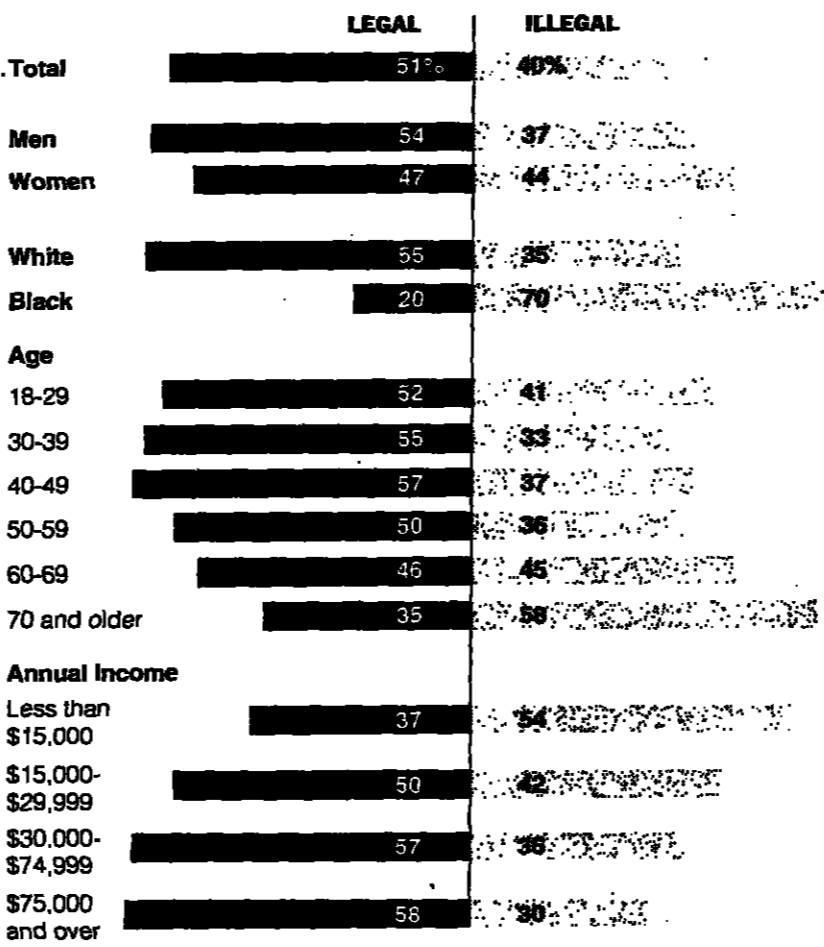 LEGAL ILLEGAL
Total 51% 40%
Men 54 37
Women 47 44
White 55 35
Black 20 70
Age
18-29 52 41
30-39 55 33
40-49 57 37
50-59 50 36
60-69 46 45
70 and older 35 58
Annual Income
Less than
$15,000 37 54
$15,000-
$29,999 50 42
$30,000-
$74,999 57 36
$75,000
and over 58 30